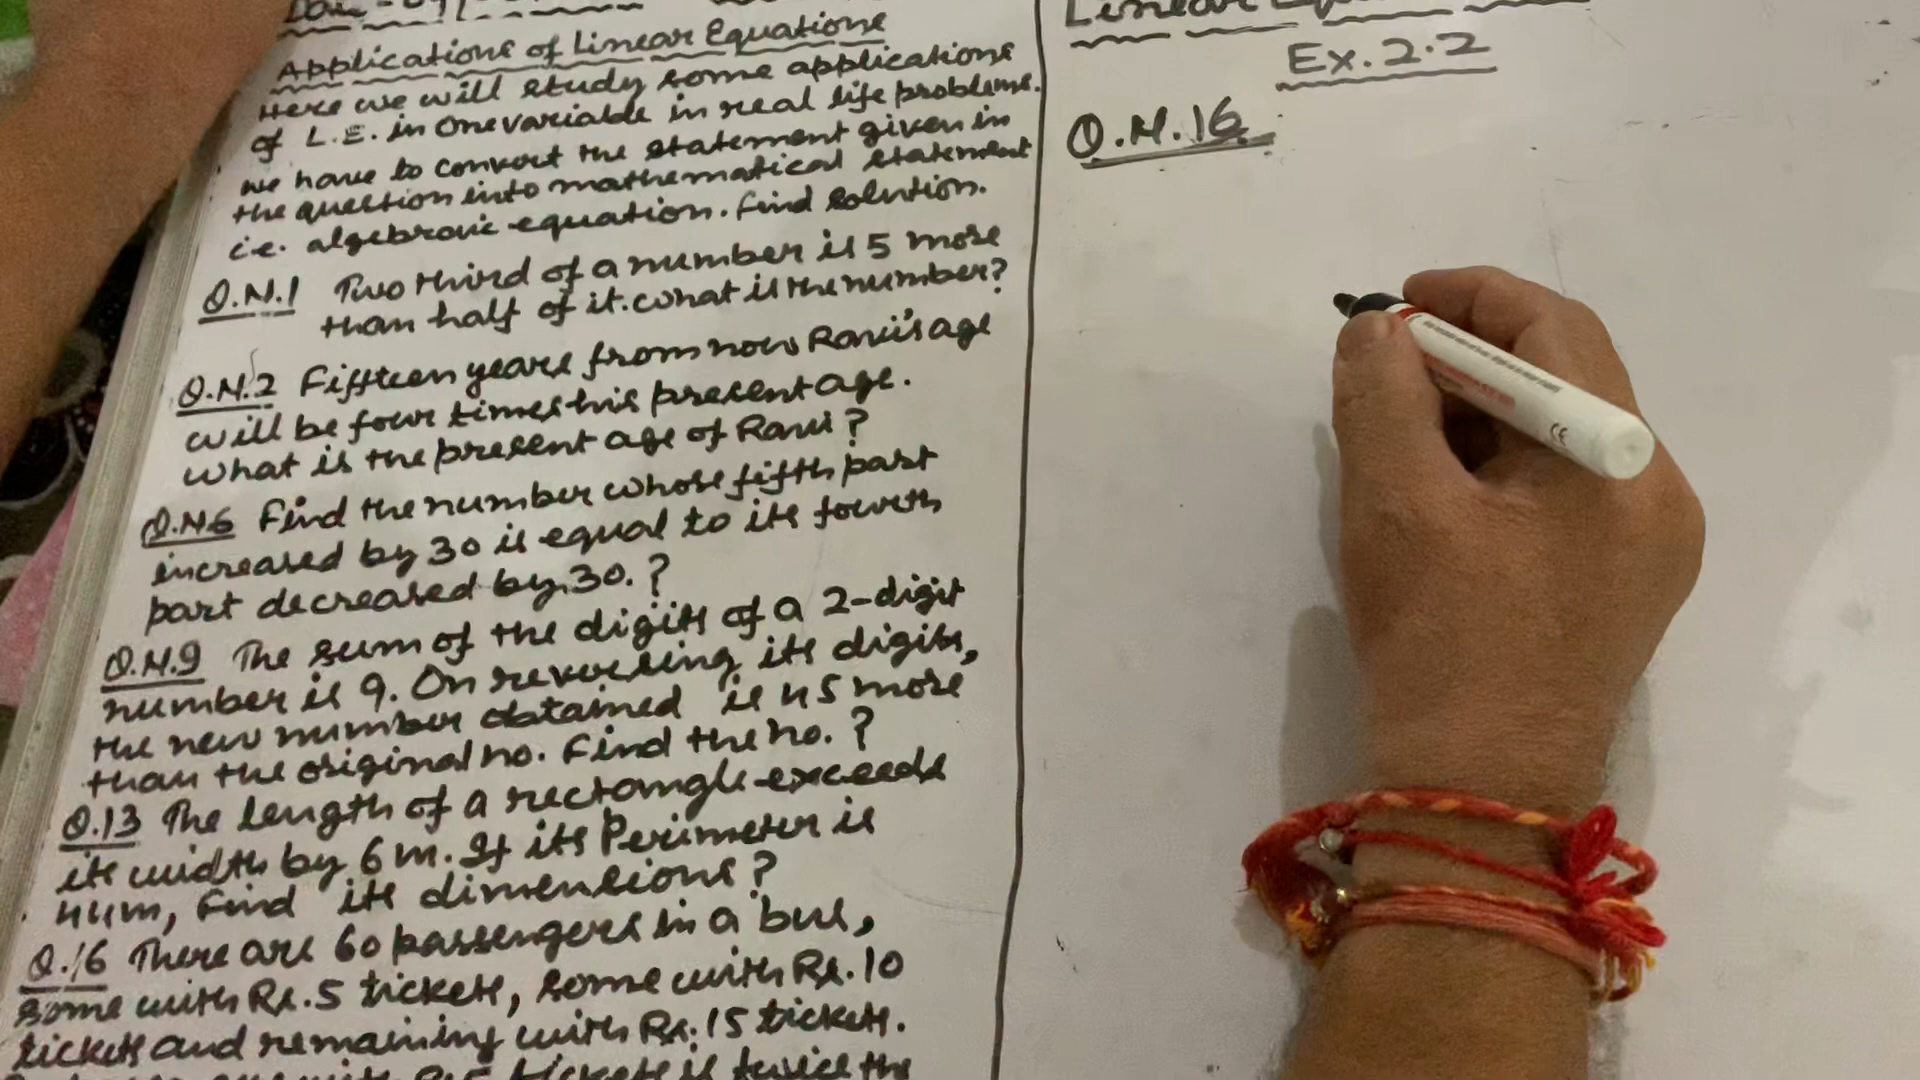 Applications of Linear Equations
Here we will study some applications
of L.E. in one variable in real life problems.
we have to convert the statement given in
the question into mathematical statement
i.e. algebraic equation. Find solution.
Q.N.1 Two third of a number is 5 more
than half of it. What is the number?
Q.N.2 Fifteen years from now Ravi's age
will be four times his present age.
What is the present age of Ravi?
Q.N.6 Find the number whose fifth part
increased by 30 is equal to its fourth
part decreased by 30.?
Q.N.9 The sum of the digits of a 2-digit
number is 9. On reversing its digits,
the new number obtained is 45 more
than the original no. Find the no.?
Q.13 The length of a rectangle exceeds
its width by 6m. If its Perimeter is
44m, Find its dimensions?
Q.16 There are 60 passengers in a bus,
some with Rs.5 tickets, some with Rs.10
tickets and remaining with Rs.15 tickets.
tickets is twice the
Linear
Ex.2.2
Q.N.16
CE